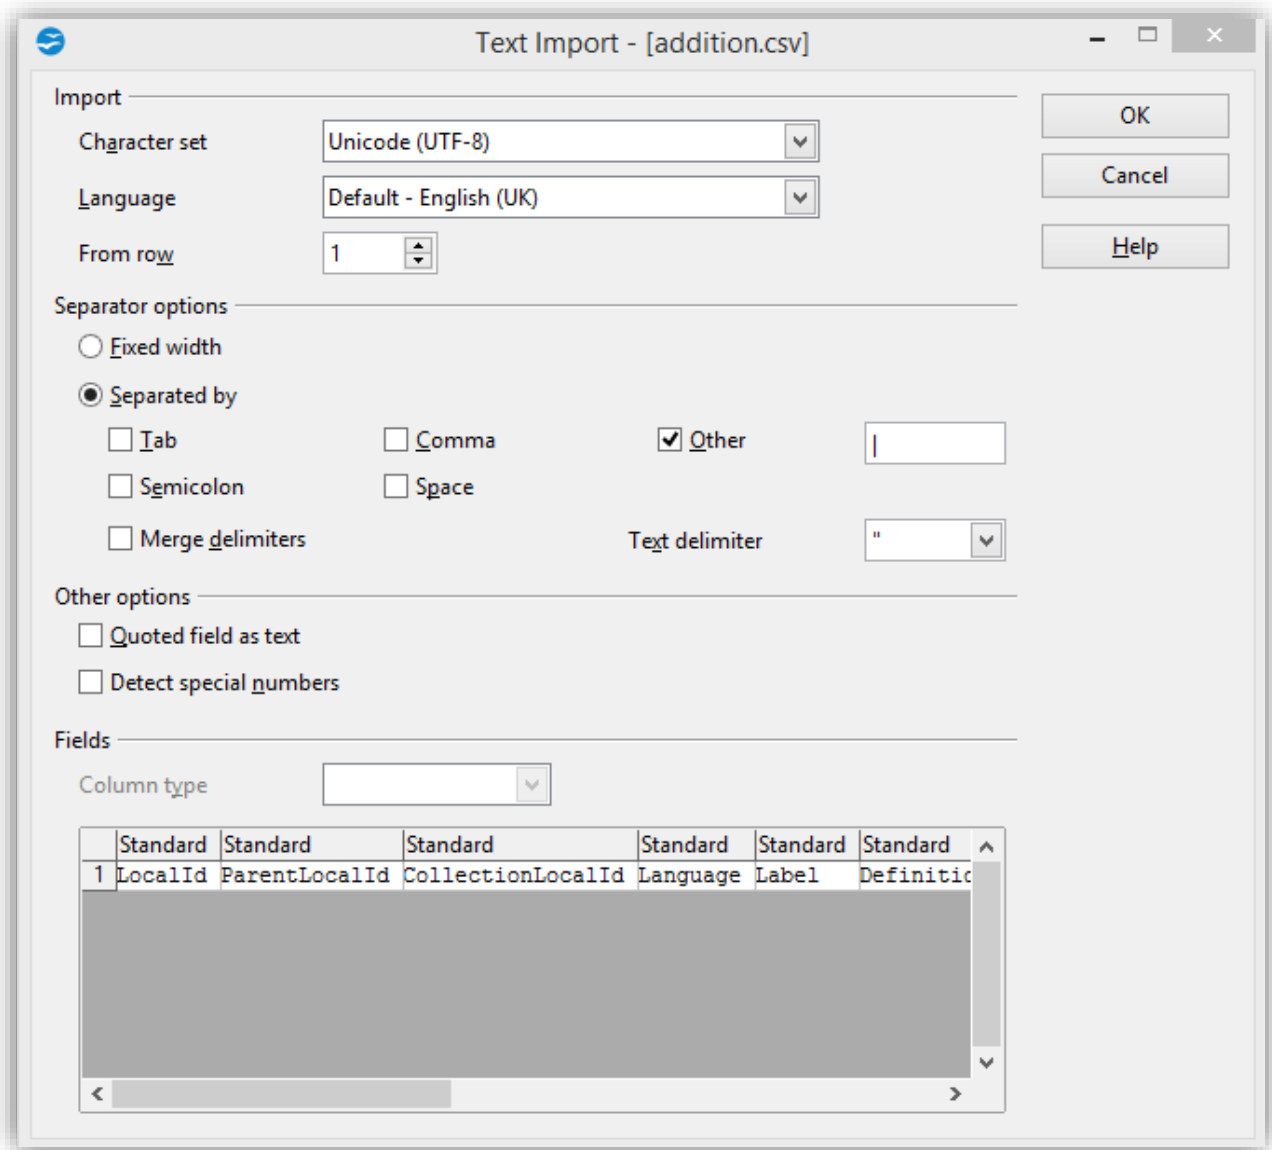 Text Import - [addition.csv]
Import
OK
Character set Unicode (UTF-8)
Cancel
Language Default - English (UK)
Help
From row 1
Separator options
Fixed width
Separated by
Tab Comma Other |
Semicolon Space
Merge delimiters Text delimiter "
Other options
Quoted field as text
Detect special numbers
Fields
Column type
Standard Standard Standard Standard Standard Standard
1 LocalId ParentLocalId CollectionLocalId Language Label Definitic